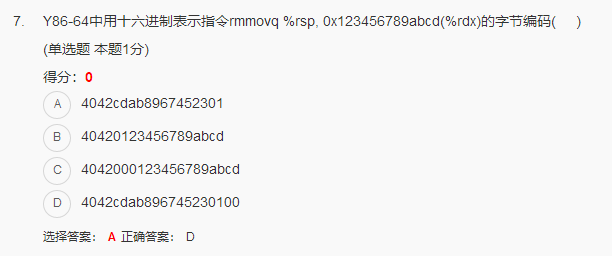 7. Y86-64中用十六进制表示指令rmmovq %rsp, 0x123456789abcd(%rdx)的字节编码( )
(单选题 本题1分)
得分：0
A 4042cdab8967452301
B 40420123456789abcd
C 4042000123456789abcd
D 4042cdab896745230100
选择答案： A 正确答案： D